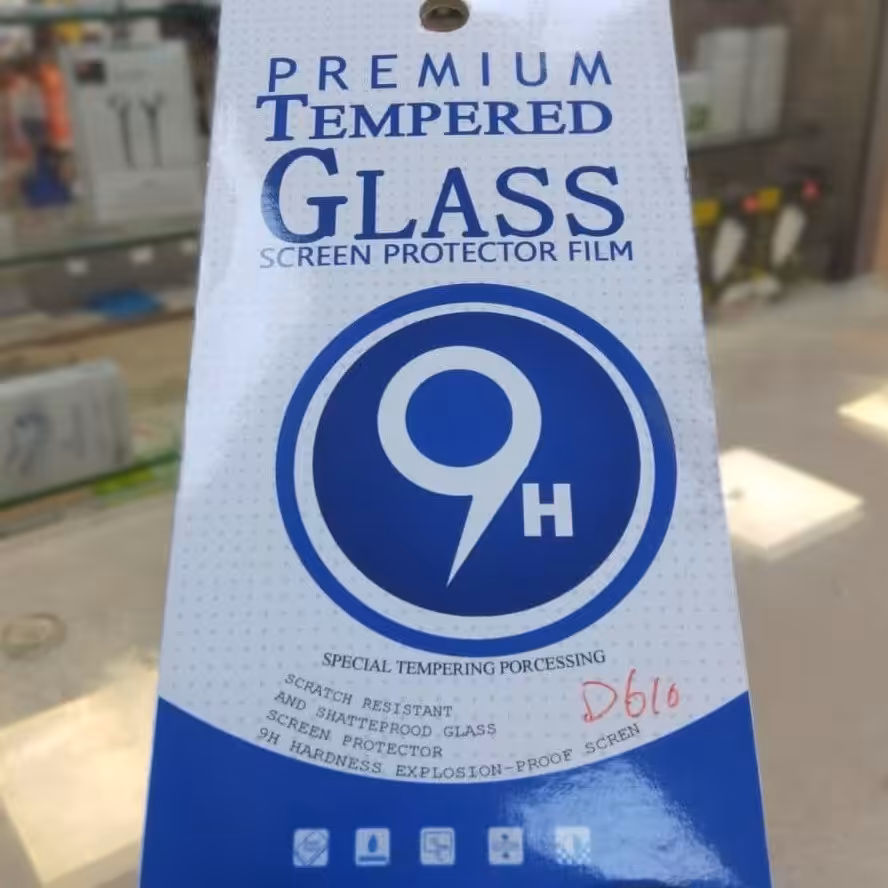 PREMIUM
TEMPERED
GLASS
SCREEN PROTECTOR FILM
9H
SPECIAL TEMPERING PORCESSING
SCRATCH RESISTANT
AND SHATTEPROOD GLASS
SCREEN PROTECTOR
9H HARDNESS EXPLOSION-PROOF SCREN
D610